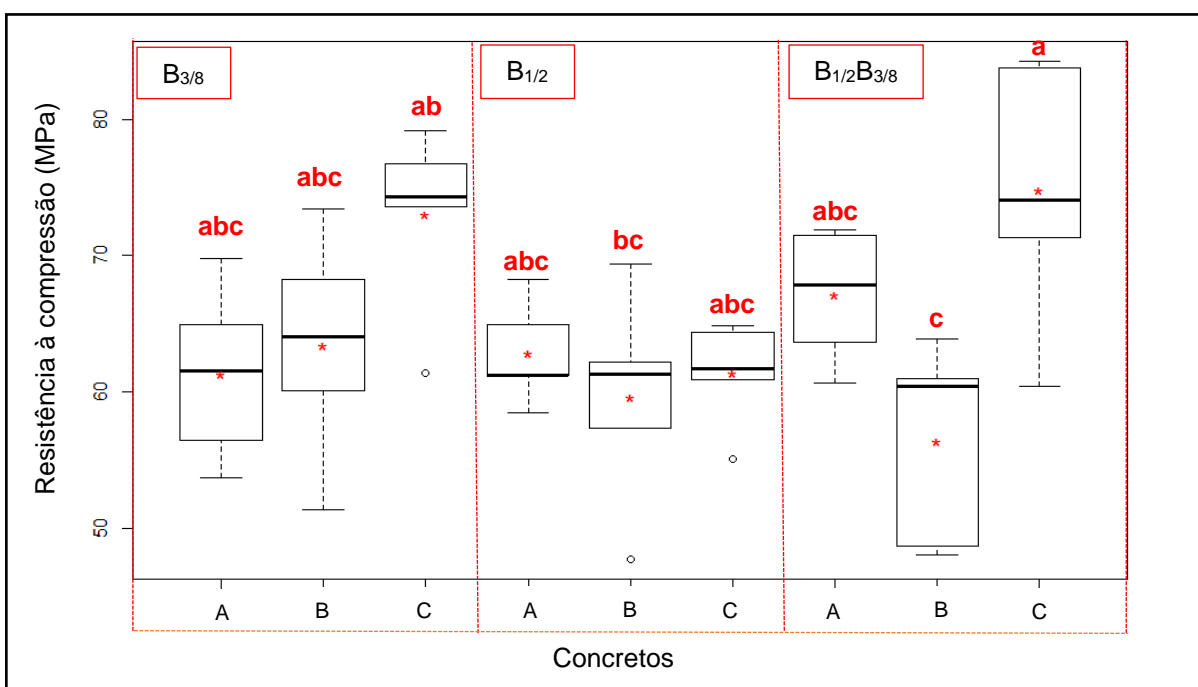 B3/8
B1/2
B1/2B3/8
a
ab
abc
abc
abc
bc
abc
abc
c
Resistência à compressão (MPa)
80
70
60
50
A B C A B C A B C
Concretos